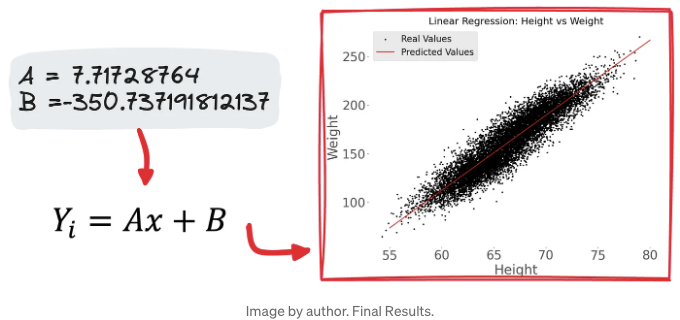 A = 7.71728764
B =-350.737191812137
Yᵢ = Ax + B
Linear Regression: Height vs Weight
Real Values
Predicted Values
250
200
150
100
Weight
55 60 65 70 75 80
Height
Image by author. Final Results.